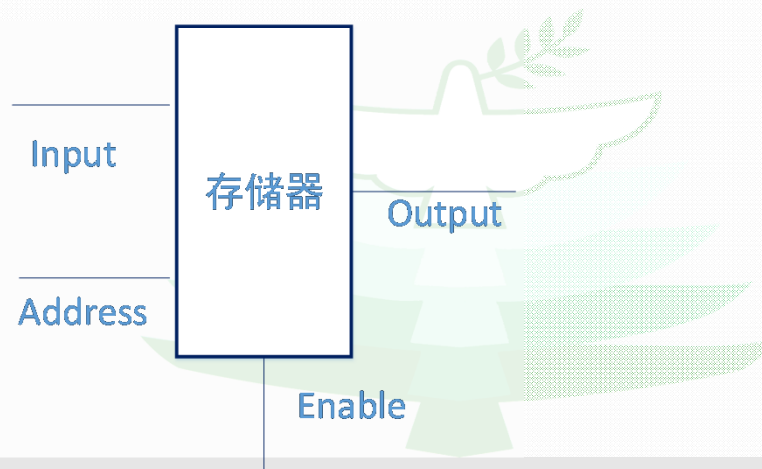 Input
存储器
Output
Address
Enable